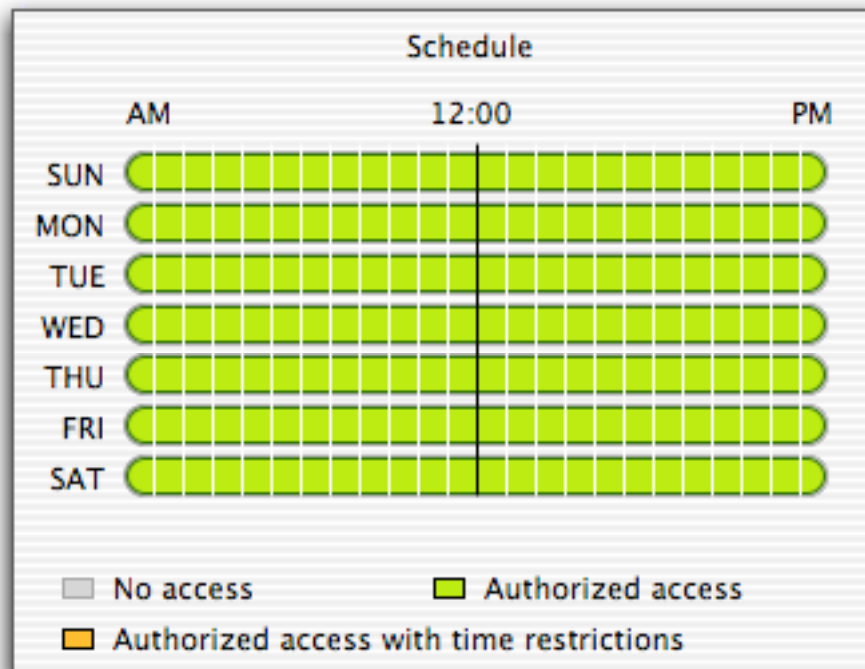 Schedule
AM 12:00 PM
SUN
MON
TUE
WED
THU
FRI
SAT
No access Authorized access
Authorized access with time restrictions